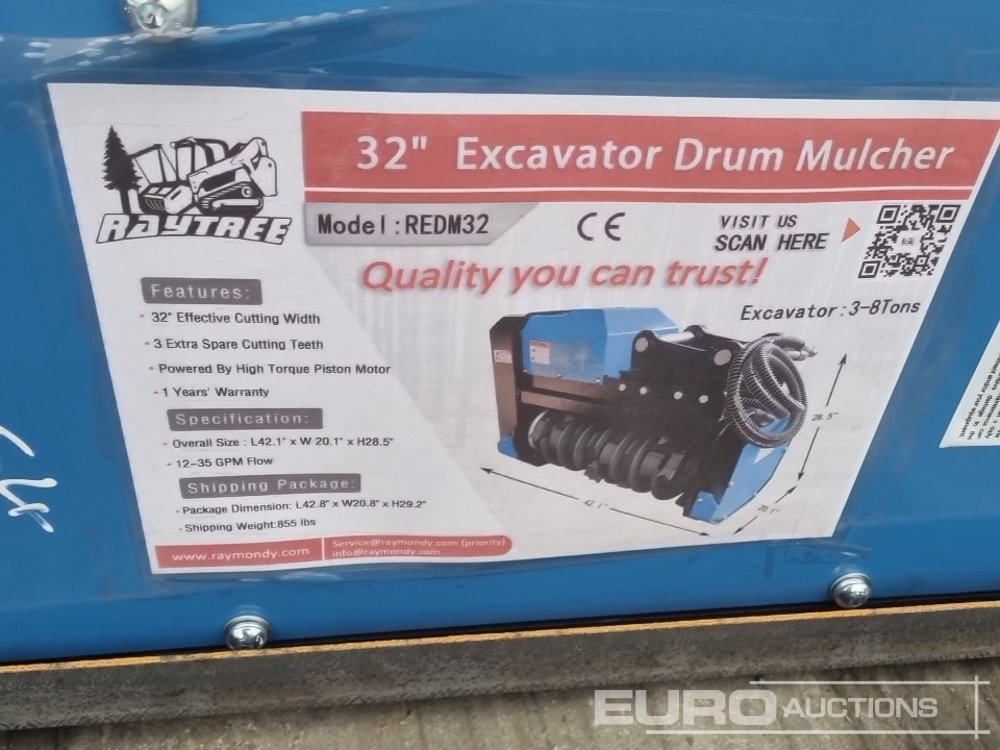 32" Excavator Drum Mulcher
RAYTREE
Model:REDM32
CE
VISIT US
SCAN HERE
Quality you can trust!
Excavator:3-8Tons
Features:
- 32" Effective Cutting Width
- 3 Extra Spare Cutting Teeth
- Powered By High Torque Piston Motor
- 1 Years' Warranty
Specification:
- Overall Size : L42.1" x W 20.1" x H28.5"
- 12~35 GPM Flow
Shipping Package:
- Package Dimension: L42.8" x W20.8" x H29.2"
- Shipping Weight:855 lbs
28.5"
42.1"
20.1"
www.raymondy.com
Service@raymondy.com (priority)
info@raymondy.com
EURO AUCTIONS